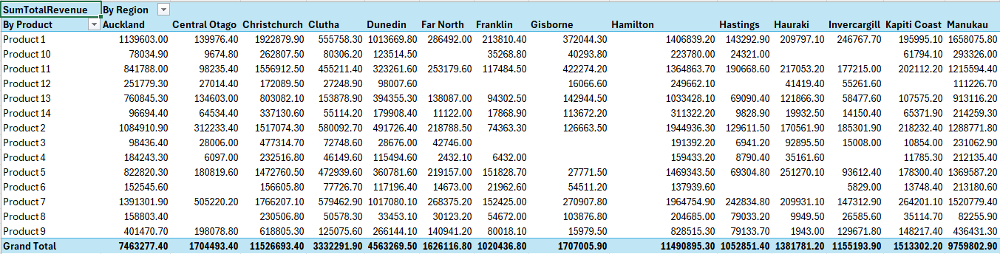 SumTotalRevenue By Region
By Product Auckland Central Otago Christchurch Clutha Dunedin Far North Franklin Gisborne Hamilton Hastings Hauraki Invercargill Kapiti Coast Manukau
Product 1 1139603.00 139976.40 1922879.90 555758.30 1013669.80 286492.00 213810.40 372044.30 1406839.20 143292.90 209797.10 246767.70 195995.10 1658075.80
Product 10 78034.90 9674.80 262807.50 80306.20 123514.50 35268.80 40293.80 223780.00 24321.00 61794.10 293326.00
Product 11 841788.00 98235.40 1556912.50 455211.40 323261.60 253179.60 117484.50 422274.20 1364863.70 190668.60 217053.20 177215.00 202112.20 1215594.40
Product 12 251779.30 27014.40 172089.50 27248.90 98007.60 16066.60 249662.10 41419.40 55261.60 111226.70
Product 13 760845.30 134603.00 803082.10 153878.90 394355.30 138087.00 94302.50 142944.50 1033428.10 69090.40 121866.30 58477.60 107575.20 913116.20
Product 14 96694.40 64534.40 337130.60 55114.20 179908.40 11122.00 17868.90 113672.20 311322.20 9828.90 19932.50 14150.40 65371.90 214259.30
Product 2 1084910.90 312233.40 1517074.30 580092.70 491726.40 218788.50 74363.30 126663.50 1944936.30 129611.50 170561.90 185301.90 218232.40 1288771.80
Product 3 98436.40 28006.00 477314.70 72748.60 28676.00 42746.00 191392.20 6941.20 92895.50 15008.00 10854.00 231062.90
Product 4 184243.30 6097.00 232516.80 46149.60 115494.60 2432.10 6432.00 159433.20 8790.40 35161.60 11785.30 212135.40
Product 5 822820.30 180819.60 1472760.50 472939.60 360781.60 219157.00 151828.70 27771.50 1469343.50 69304.80 251270.10 93612.40 178300.40 1369587.20
Product 6 152545.60 156605.80 77726.70 117196.40 14673.00 21962.60 54511.20 137939.60 5829.00 13748.40 213180.60
Product 7 1391301.90 505220.20 1766207.10 579462.90 1017080.10 268375.20 152425.00 270907.80 1964754.90 242834.80 209931.10 147312.90 264201.10 1520779.40
Product 8 158803.40 230506.80 50578.30 33453.10 30123.20 54672.00 103876.80 204685.00 79033.20 9949.50 26585.60 35114.70 82255.90
Product 9 401470.70 198078.80 618805.30 125075.60 266144.10 140941.20 80018.10 15979.50 828515.30 79133.70 1943.00 129671.80 148217.40 436431.30
Grand Total 7463277.40 1704493.40 11526693.40 3332291.90 4563269.50 1626116.80 1020436.80 1707005.90 11490895.30 1052851.40 1381781.20 1155193.90 1513302.20 9759802.90